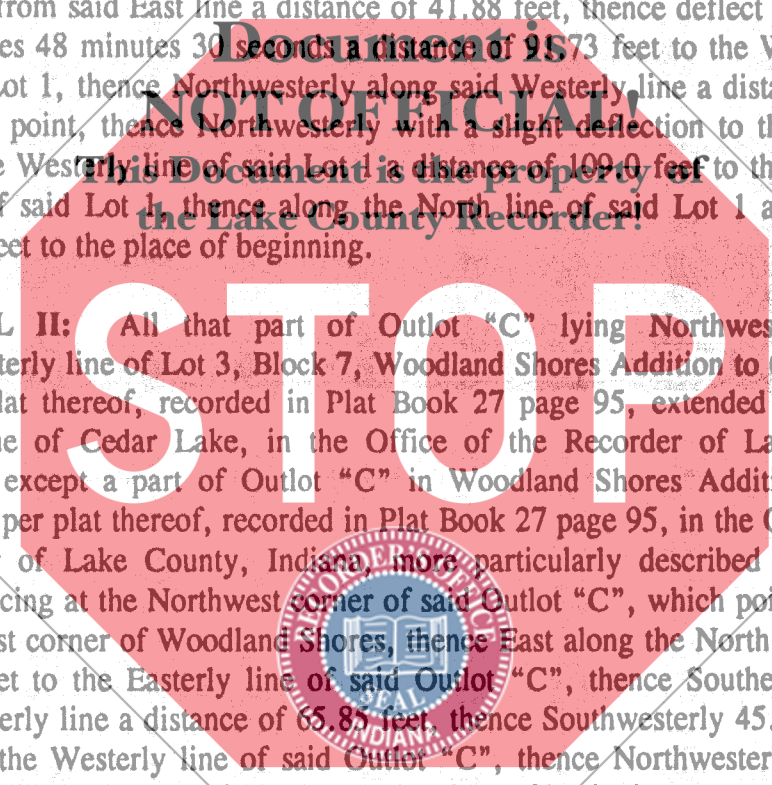 from said East line a distance of 41.88 feet, thence deflect
es 48 minutes 30 seconds a distance of 91.73 feet to the W
ot 1, thence Northwesterly along said Westerly line a dista
point, thence Northwesterly with a slight deflection to th
e Westerly line of said Lot 1 a distance of 109.0 feet to th
f said Lot 1, thence along the North line of said Lot 1 a
eet to the place of beginning.
Document is
NOT OFFICIAL!
This Document is the property of
the Lake County Recorder!
STOP
L II: All that part of Outlot “C” lying Northwes
terly line of Lot 3, Block 7, Woodland Shores Addition to
lat thereof, recorded in Plat Book 27 page 95, extended
e of Cedar Lake, in the Office of the Recorder of La
except a part of Outlot “C” in Woodland Shores Addit
per plat thereof, recorded in Plat Book 27 page 95, in the O
of Lake County, Indiana, more particularly described
cing at the Northwest corner of said Outlot “C”, which poi
st corner of Woodland Shores, thence East along the North
et to the Easterly line of said Outlot “C”, thence Southe
erly line a distance of 65.85 feet, thence Southwesterly 45.
the Westerly line of said Outlot “C”, thence Northwester
RECORDER'S OFFICE
SEAL
INDIANA